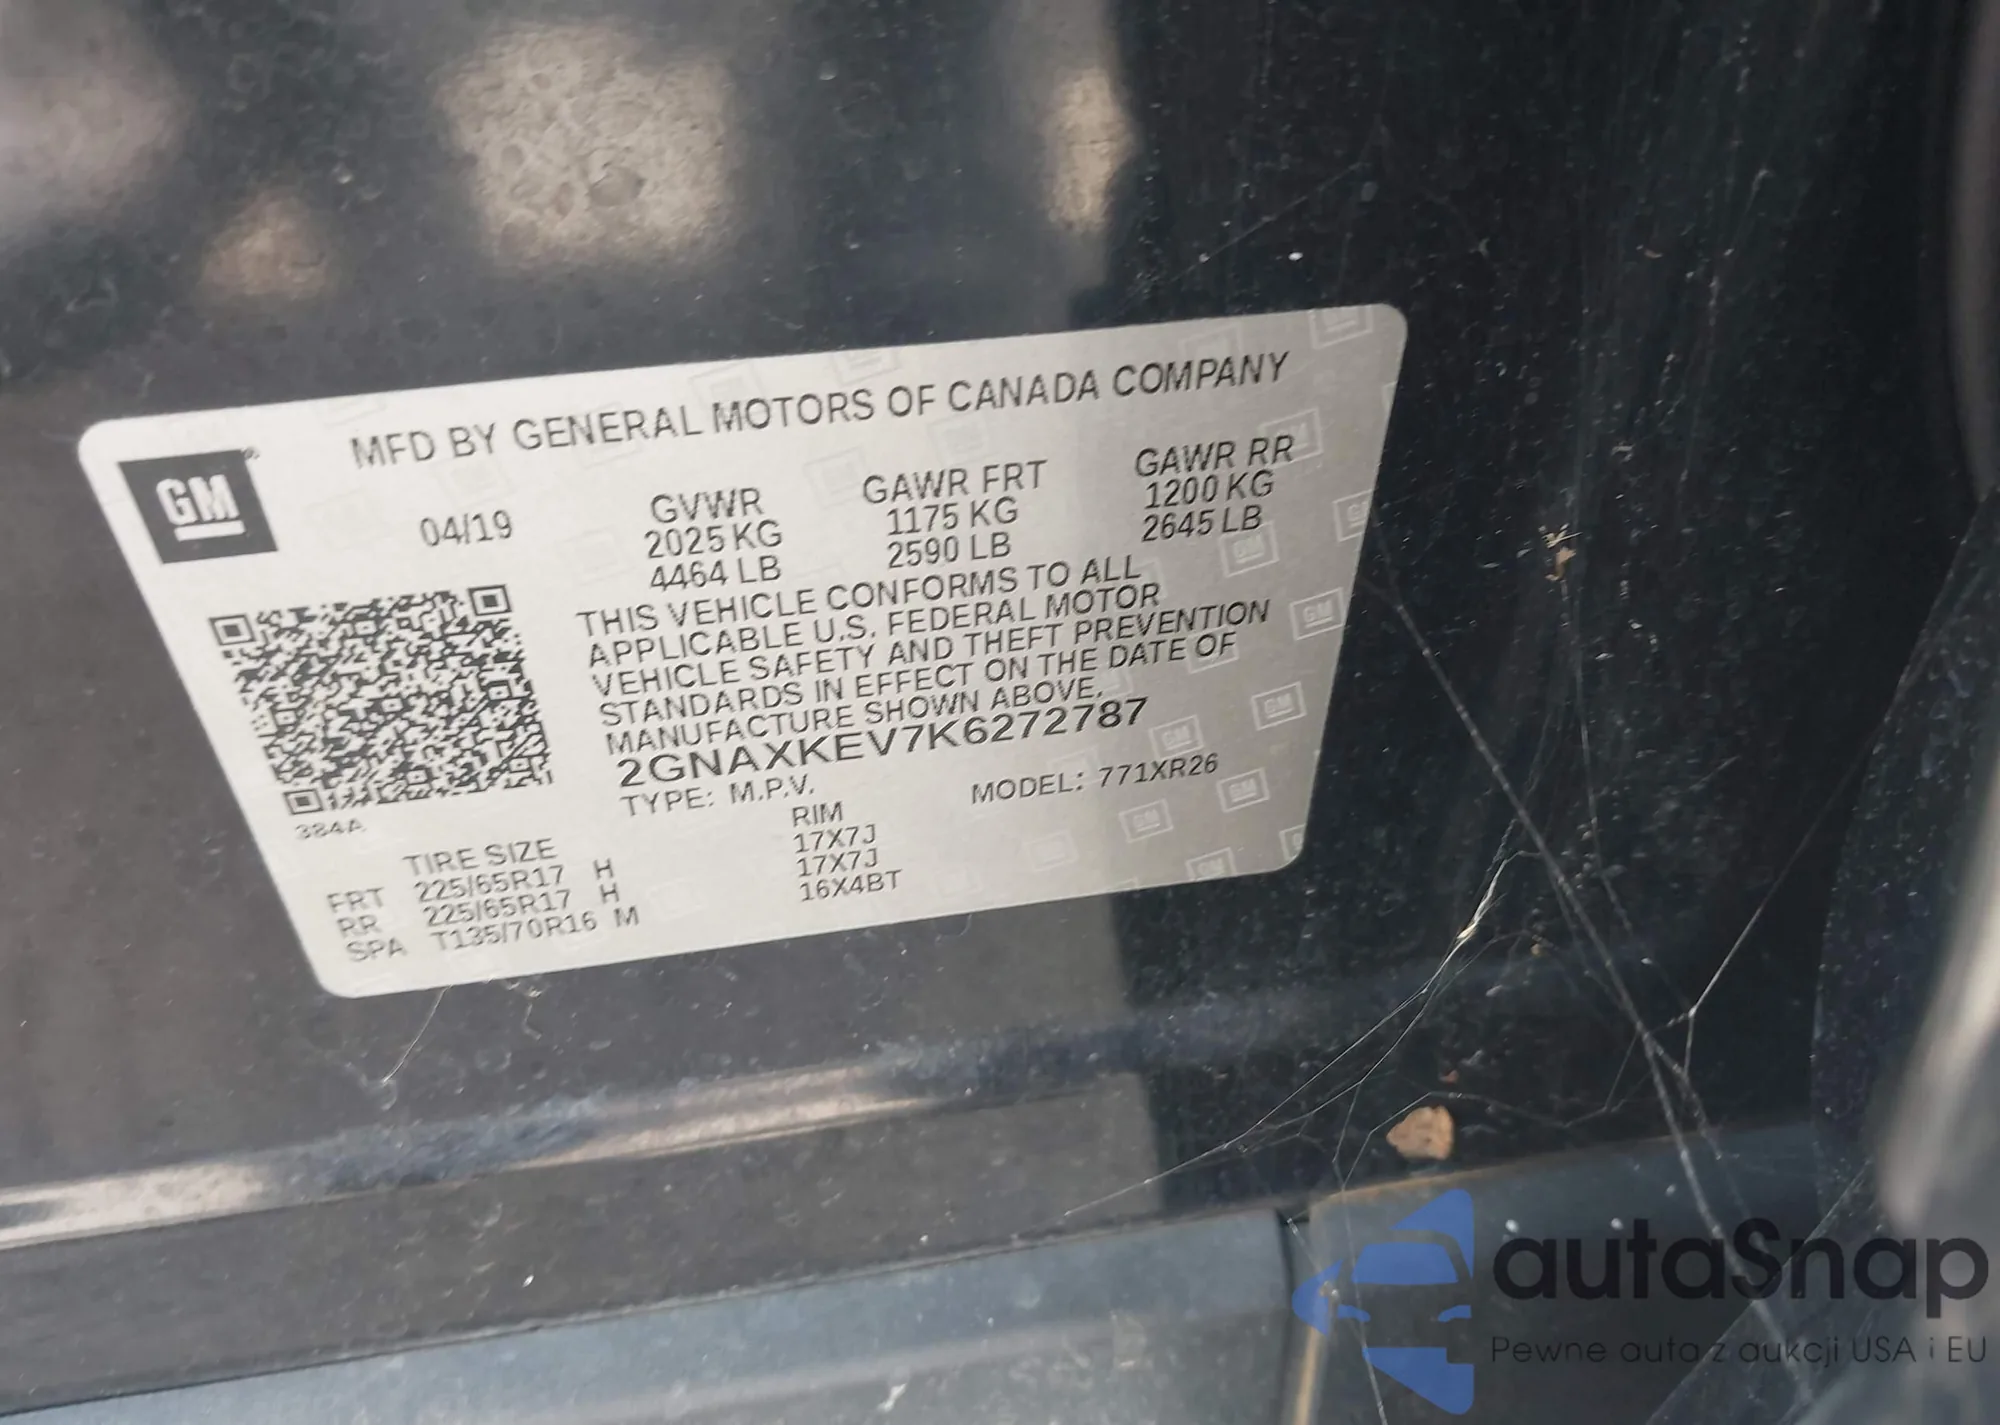 MFD BY GENERAL MOTORS OF CANADA COMPANY
GM
04/19
GVWR
2025 KG
4464 LB
GAWR FRT
1175 KG
2590 LB
GAWR RR
1200 KG
2645 LB
THIS VEHICLE CONFORMS TO ALL
APPLICABLE U.S. FEDERAL MOTOR
VEHICLE SAFETY AND THEFT PREVENTION
STANDARDS IN EFFECT ON THE DATE OF
MANUFACTURE SHOWN ABOVE.
2GNAXKEV7K6272787
TYPE: M.P.V. MODEL: 771XR26
384A
TIRE SIZE RIM
FRT 225/65R17 H 17X7J
RR 225/65R17 H 17X7J
SPA T135/70R16 M 16X4BT
autaSnap
Pewne auta z aukcji USA i EU